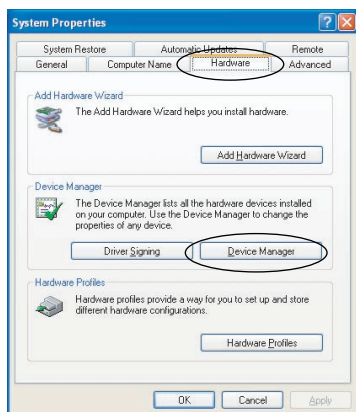 System Properties
System Restore Automatic Updates Remote
General Computer Name Hardware Advanced
Add Hardware Wizard
The Add Hardware Wizard helps you install hardware.
Add Hardware Wizard
Device Manager
The Device Manager lists all the hardware devices installed
on your computer. Use the Device Manager to change the
properties of any device.
Driver Signing Device Manager
Hardware Profiles
Hardware profiles provide a way for you to set up and store
different hardware configurations.
Hardware Profiles
OK Cancel Apply